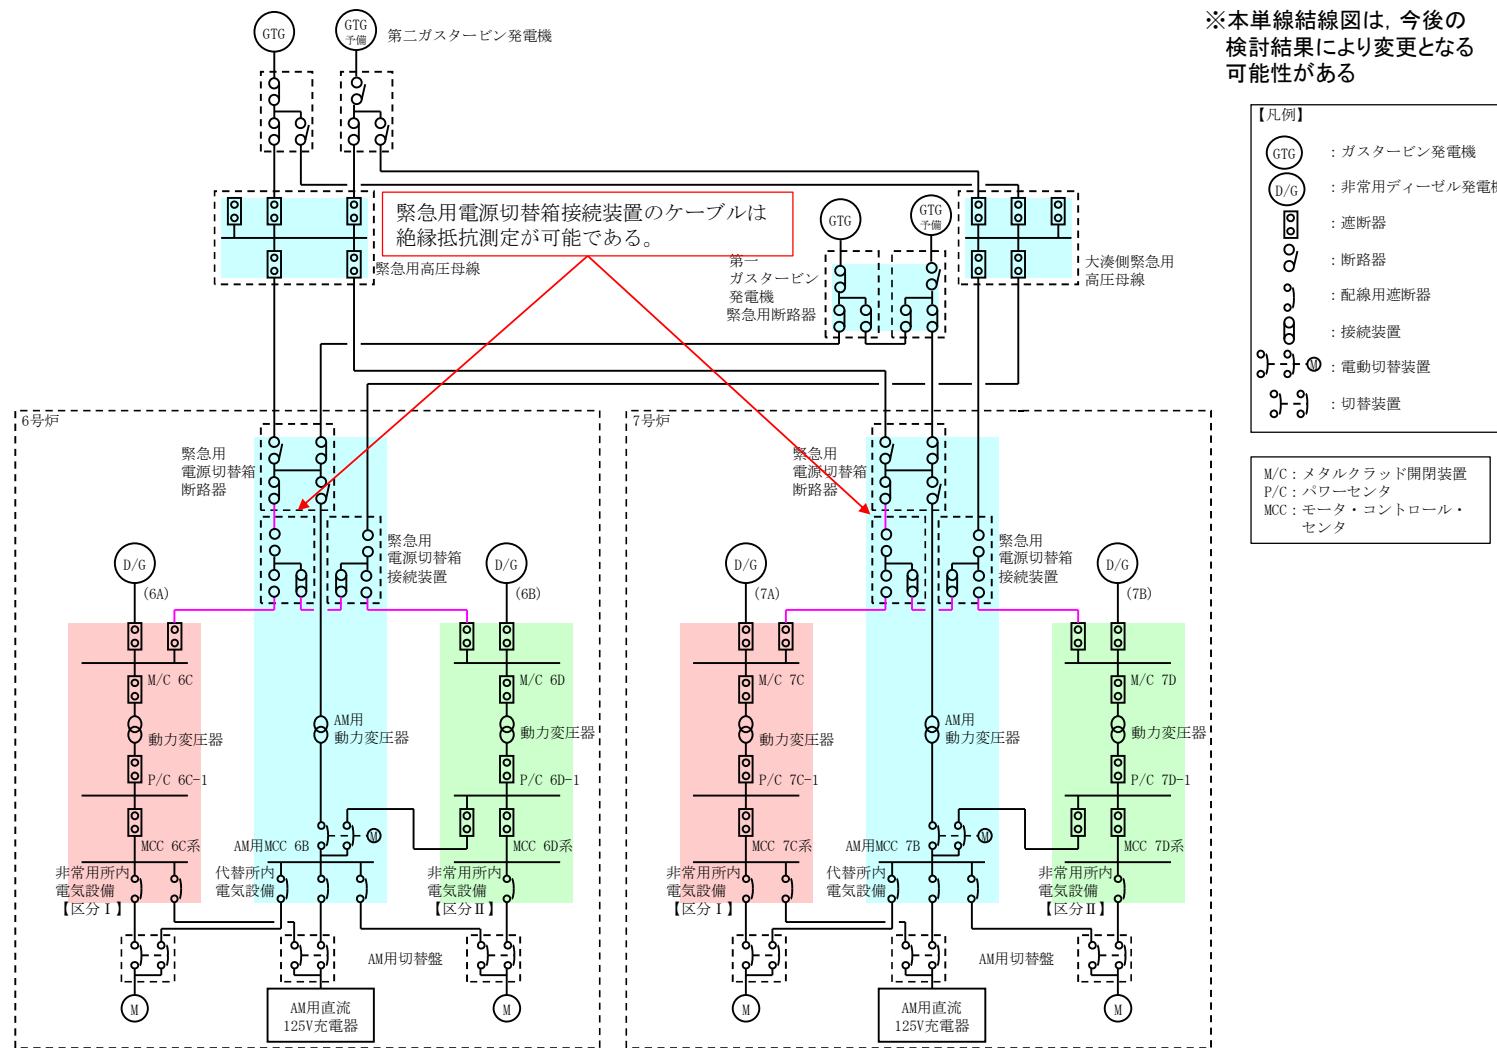 ※本単線結線図は，今後の
検討結果により変更となる
可能性がある
GTG
GTG
予備
第二ガスタービン発電機
【凡例】
GTG
：ガスタービン発電機
D/G
：非常用ディーゼル発電機
：遮断器
：断路器
：配線用遮断器
：接続装置
M
：電動切替装置
：切替装置
M/C：メタルクラッド開閉装置
P/C：パワーセンタ
MCC：モータ・コントロール・
センタ
緊急用電源切替箱接続装置のケーブルは
絶縁抵抗測定が可能である。
緊急用高圧母線
GTG
GTG
予備
第一
ガスタービン
発電機
緊急用断路器
大湊側緊急用
高圧母線
6号炉
緊急用
電源切替箱
断路器
緊急用
電源切替箱
接続装置
D/G
(6A)
D/G
(6B)
M/C 6C
M/C 6D
動力変圧器
AM用
動力変圧器
動力変圧器
P/C 6C-1
P/C 6D-1
MCC 6C系
AM用MCC 6B
M
MCC 6D系
非常用所内
電気設備
【区分Ⅰ】
代替所内
電気設備
非常用所内
電気設備
【区分Ⅱ】
AM用切替盤
M
AM用直流
125V充電器
M
7号炉
緊急用
電源切替箱
断路器
緊急用
電源切替箱
接続装置
D/G
(7A)
D/G
(7B)
M/C 7C
M/C 7D
動力変圧器
AM用
動力変圧器
動力変圧器
P/C 7C-1
P/C 7D-1
MCC 7C系
AM用MCC 7B
M
MCC 7D系
非常用所内
電気設備
【区分Ⅰ】
代替所内
電気設備
非常用所内
電気設備
【区分Ⅱ】
AM用切替盤
M
AM用直流
125V充電器
M